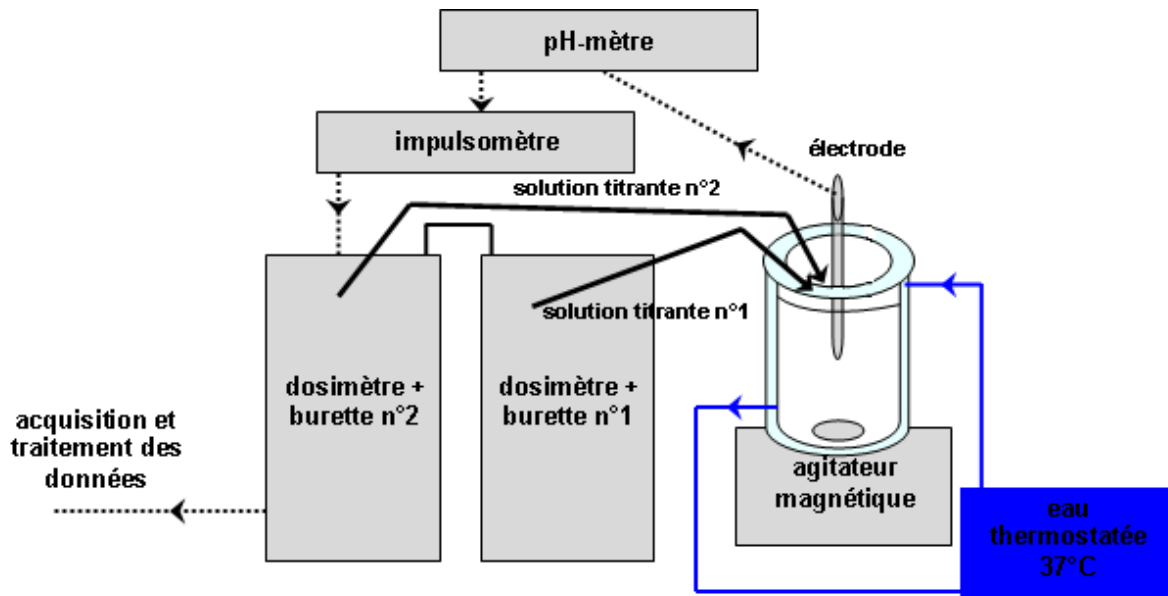 pH-mètre
impulsomètre
électrode
solution titrante n°2
solution titrante n°1
dosimètre +
burette n°2
dosimètre +
burette n°1
acquisition et
traitement des
données
agitateur
magnétique
eau
thermostatée
37°C